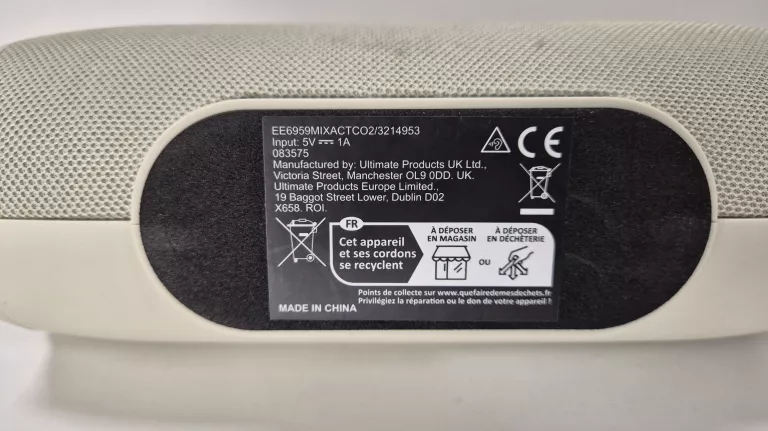 EE6959MIXACTCO2/3214953
Input: 5V ⎓ 1A
083575
Manufactured by: Ultimate Products UK Ltd.,
Victoria Street, Manchester OL9 0DD. UK.
Ultimate Products Europe Limited.,
19 Baggot Street Lower, Dublin D02
X658. ROI.
CE
FR
Cet appareil
et ses cordons
se recyclent
À DÉPOSER
EN MAGASIN
OU
À DÉPOSER
EN DÉCHÈTERIE
Points de collecte sur www.quefairedemesdechets.fr
Privilégiez la réparation ou le don de votre appareil !
MADE IN CHINA